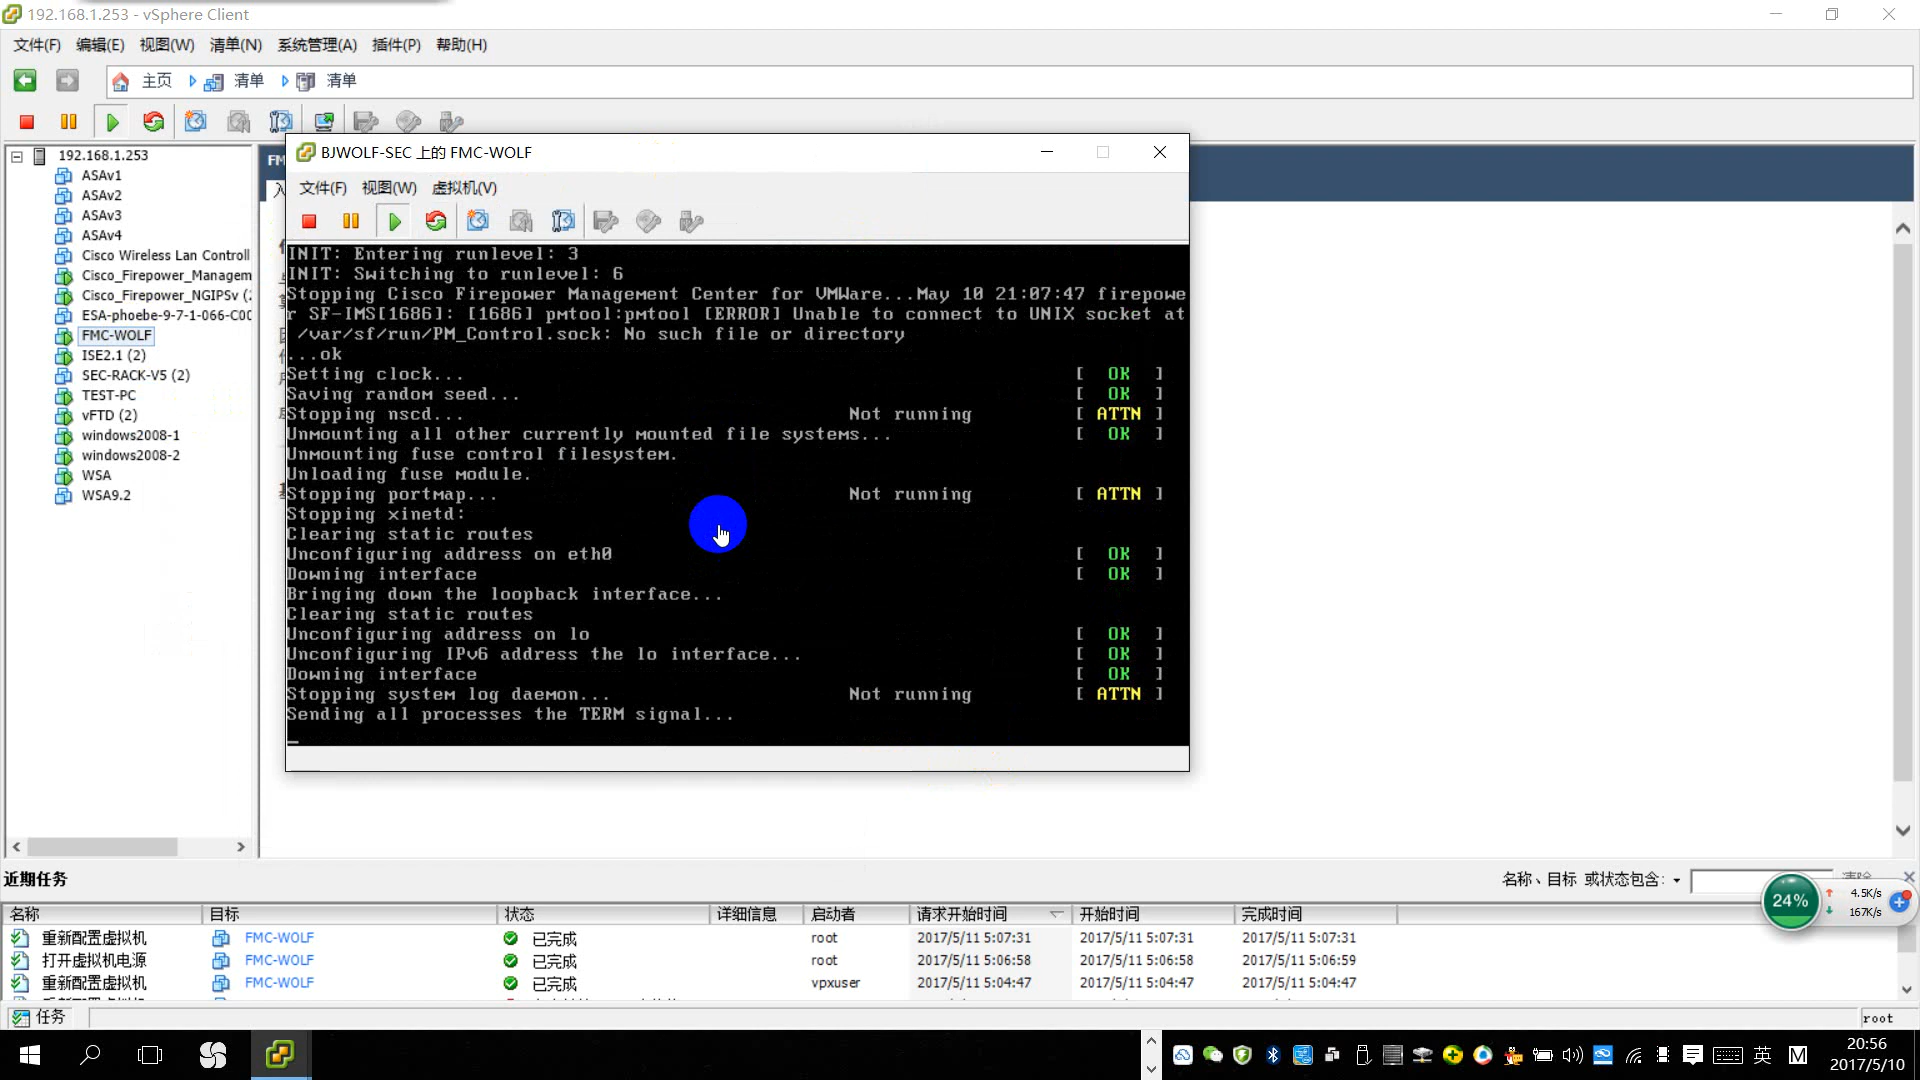 192.168.1.253 - vSphere Client
文件(F) 编辑(E) 视图(W) 清单(N) 系统管理(A) 插件(P) 帮助(H)
主页 清单 清单
192.168.1.253
ASAv1
ASAv2
ASAv3
ASAv4
Cisco Wireless Lan Controll
Cisco_Firepower_Managem
Cisco_Firepower_NGIPSv (2
ESA-phoebe-9-7-1-066-C00
FMC-WOLF
ISE2.1 (2)
SEC-RACK-V5 (2)
TEST-PC
vFTD (2)
windows2008-1
windows2008-2
WSA
WSA9.2
FM
入
BJWOLF-SEC 上的 FMC-WOLF
文件(F) 视图(W) 虚拟机(V)
INIT: Entering runlevel: 3
INIT: Switching to runlevel: 6
Stopping Cisco Firepower Management Center for VMWare...May 10 21:07:47 firepowe
r SF-IMS[1686]: [1686] pmtool:pmtool [ERROR] Unable to connect to UNIX socket at
/var/sf/run/PM_Control.sock: No such file or directory
...ok
Setting clock... [ OK ]
Saving random seed... [ OK ]
Stopping nscd... Not running [ ATTN ]
Unmounting all other currently mounted file systems... [ OK ]
Unmounting fuse control filesystem.
Unloading fuse module.
Stopping portmap... Not running [ ATTN ]
Stopping xinetd:
Clearing static routes
Unconfiguring address on eth0 [ OK ]
Downing interface [ OK ]
Bringing down the loopback interface...
Clearing static routes
Unconfiguring address on lo [ OK ]
Unconfiguring IPv6 address the lo interface... [ OK ]
Downing interface [ OK ]
Stopping system log daemon... Not running [ ATTN ]
Sending all processes the TERM signal...
近期任务 名称、目标 或状态包含:
24% 4.5K/s
167K/s
名称 目标 状态 详细信息 启动者 请求开始时间 开始时间 完成时间
重新配置虚拟机 FMC-WOLF 已完成 root 2017/5/11 5:07:31 2017/5/11 5:07:31 2017/5/11 5:07:31
打开虚拟机电源 FMC-WOLF 已完成 root 2017/5/11 5:06:58 2017/5/11 5:06:58 2017/5/11 5:06:59
重新配置虚拟机 FMC-WOLF 已完成 vpxuser 2017/5/11 5:04:47 2017/5/11 5:04:47 2017/5/11 5:04:47
任务 root
英 M 20:56
2017/5/10